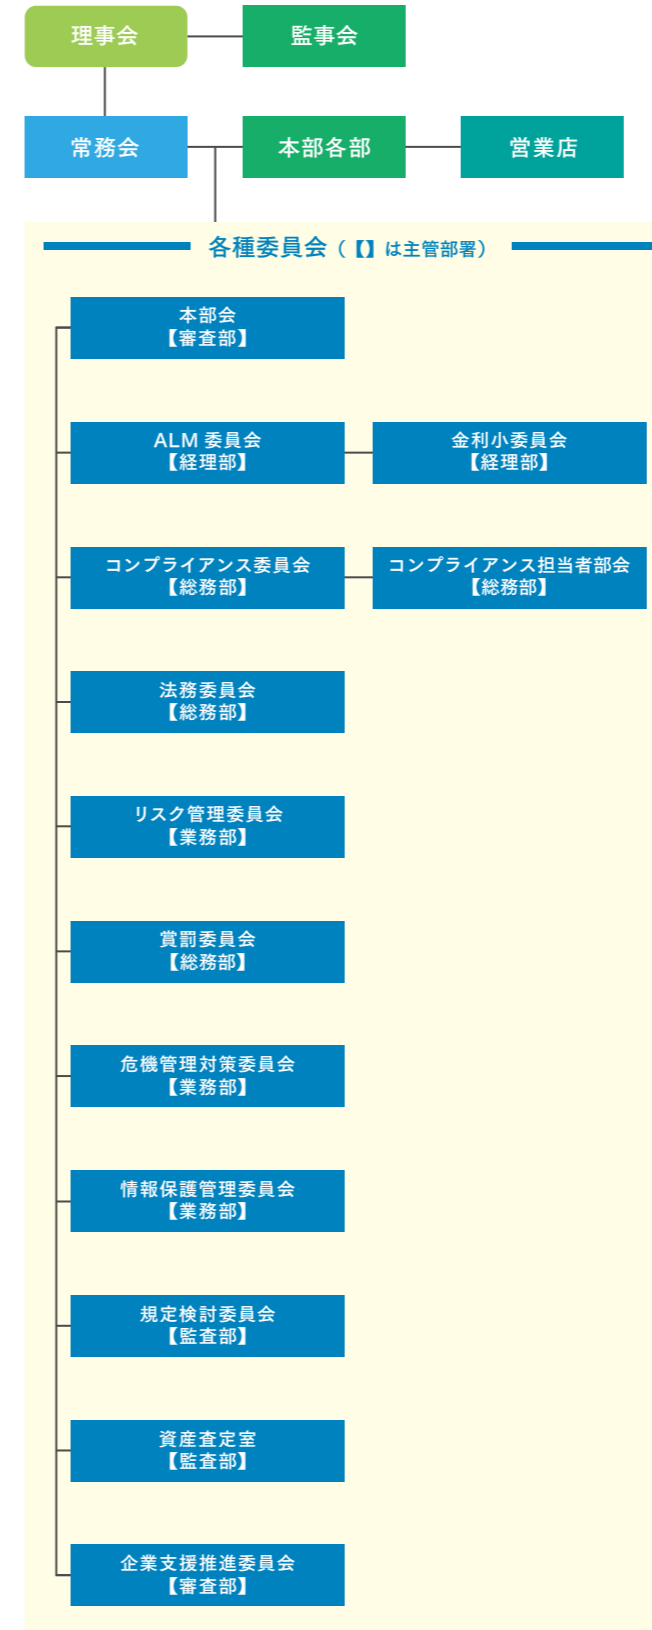 理事会
監事会
常務会
本部各部
営業店
各種委員会(【】は主管部署)
本部会
【審査部】
ALM 委員会
【経理部】
金利小委員会
【経理部】
コンプライアンス委員会
【総務部】
コンプライアンス担当者部会
【総務部】
法務委員会
【総務部】
リスク管理委員会
【業務部】
賞罰委員会
【総務部】
危機管理対策委員会
【業務部】
情報保護管理委員会
【業務部】
規定検討委員会
【監査部】
資産査定室
【監査部】
企業支援推進委員会
【審査部】